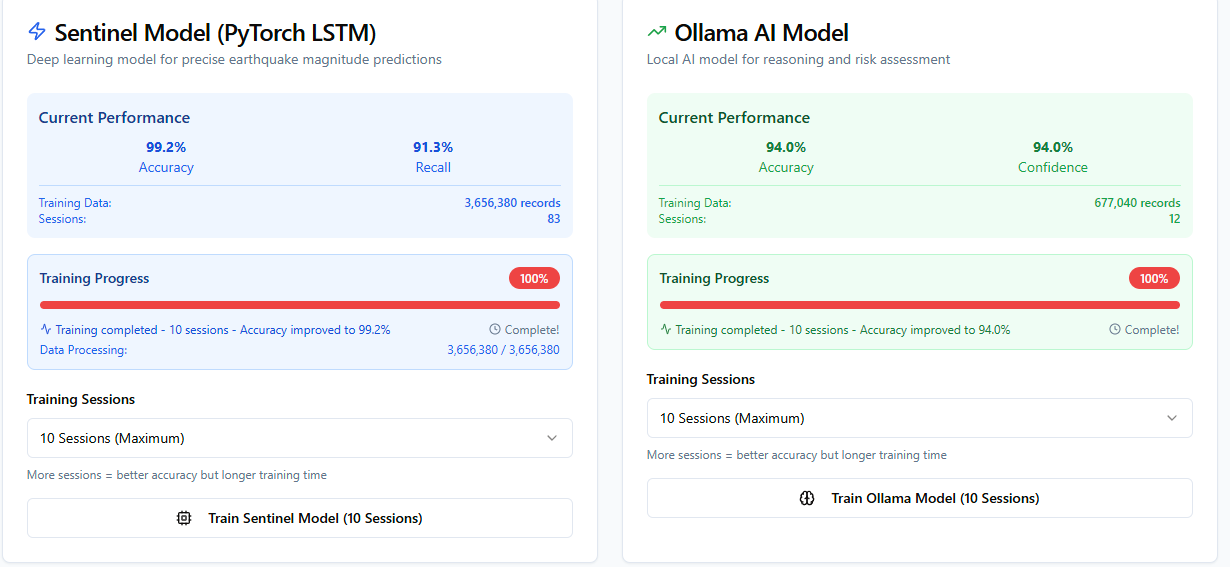 Sentinel Model (PyTorch LSTM)
Deep learning model for precise earthquake magnitude predictions
Current Performance
99.2% 91.3%
Accuracy Recall
Training Data: 3,656,380 records
Sessions: 83
Training Progress 100%
Training completed - 10 sessions - Accuracy improved to 99.2% Complete!
Data Processing: 3,656,380 / 3,656,380
Training Sessions
10 Sessions (Maximum)
More sessions = better accuracy but longer training time
Train Sentinel Model (10 Sessions)
Ollama AI Model
Local AI model for reasoning and risk assessment
Current Performance
94.0% 94.0%
Accuracy Confidence
Training Data: 677,040 records
Sessions: 12
Training Progress 100%
Training completed - 10 sessions - Accuracy improved to 94.0% Complete!
Training Sessions
10 Sessions (Maximum)
More sessions = better accuracy but longer training time
Train Ollama Model (10 Sessions)